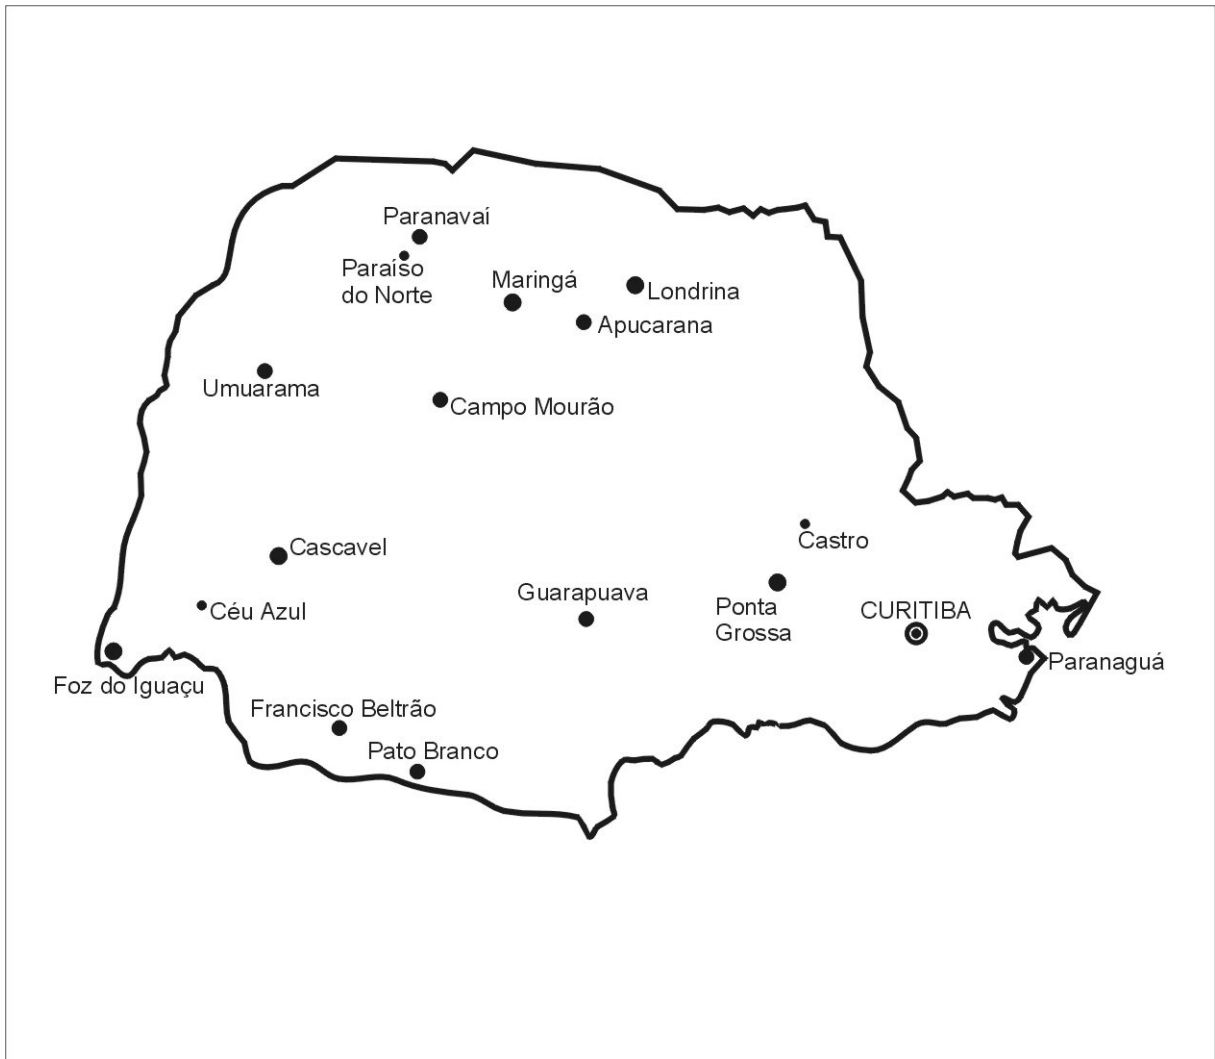 Paranavaí
Paraíso
do Norte
Maringá
Londrina
Apucarana
Umuarama
Campo Mourão
Castro
Cascavel
Guarapuava
Ponta
Grossa
CURITIBA
Céu Azul
Paranaguá
Foz do Iguaçu
Francisco Beltrão
Pato Branco